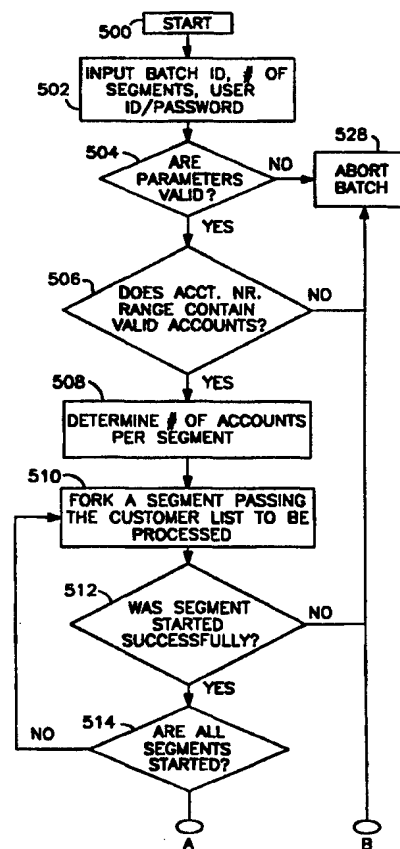 500
START
502
INPUT BATCH ID, # OF
SEGMENTS, USER
ID/PASSWORD
504
ARE
PARAMETERS
VALID?
NO
528
ABORT
BATCH
YES
506
DOES ACCT. NR.
RANGE CONTAIN
VALID ACCOUNTS?
NO
YES
508
DETERMINE # OF ACCOUNTS
PER SEGMENT
510
FORK A SEGMENT PASSING
THE CUSTOMER LIST TO BE
PROCESSED
512
WAS SEGMENT
STARTED
SUCCESSFULLY?
NO
YES
514
NO
ARE ALL
SEGMENTS
STARTED?
A
B